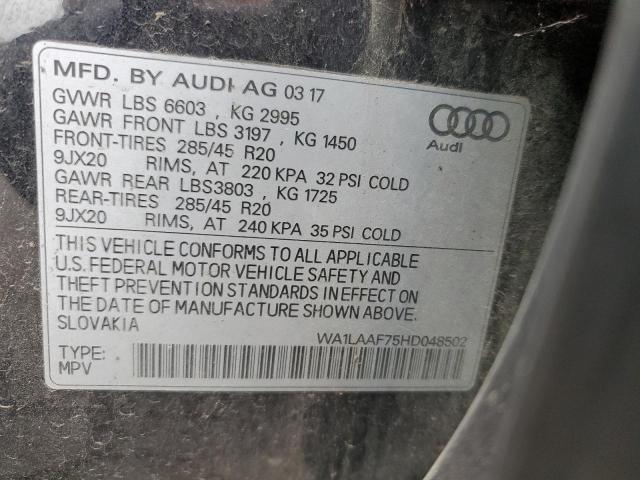 MFD. BY AUDI AG 03 17
GVWR LBS 6603 , KG 2995
GAWR FRONT LBS 3197 , KG 1450
FRONT-TIRES 285/45 R20
9JX20 RIMS, AT 220 KPA 32 PSI COLD
GAWR REAR LBS3803 , KG 1725
REAR-TIRES 285/45 R20
9JX20 RIMS, AT 240 KPA 35 PSI COLD
Audi
THIS VEHICLE CONFORMS TO ALL APPLICABLE
U.S. FEDERAL MOTOR VEHICLE SAFETY AND
THEFT PREVENTION STANDARDS IN EFFECT ON
THE DATE OF MANUFACTURE SHOWN ABOVE.
SLOVAKIA
WA1LAAF75HD048502
TYPE:
MPV